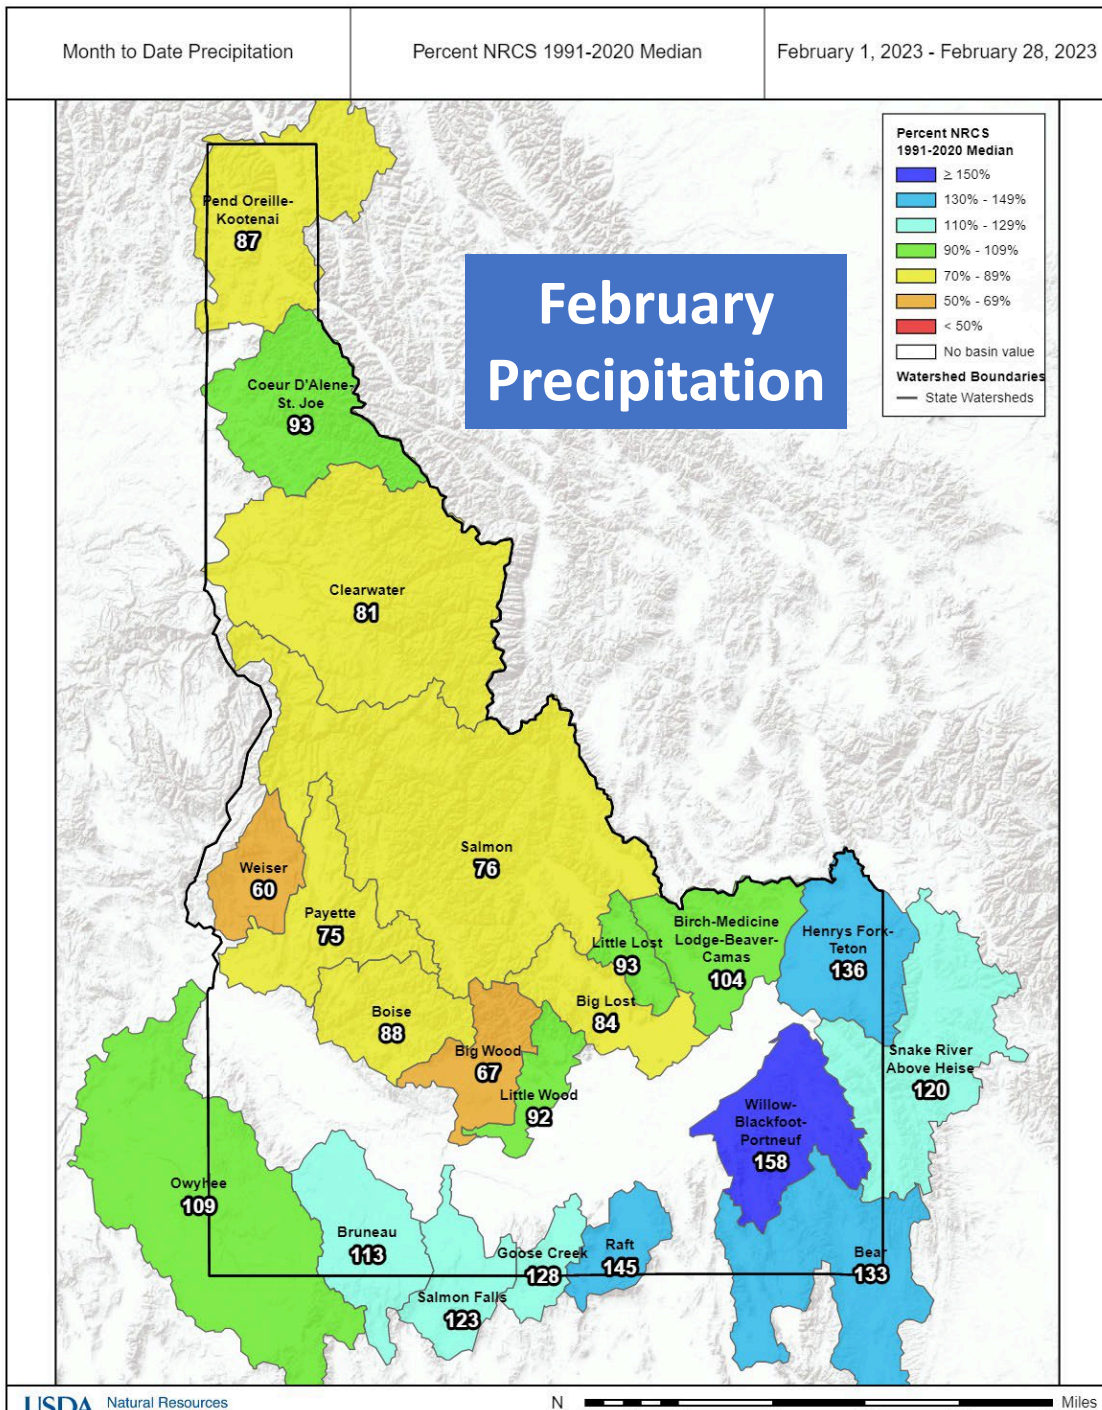 Month to Date Precipitation
Percent NRCS 1991-2020 Median
February 1, 2023 - February 28, 2023
Percent NRCS
1991-2020 Median
≥ 150%
130% - 149%
110% - 129%
90% - 109%
70% - 89%
50% - 69%
< 50%
No basin value
Watershed Boundaries
State Watersheds
February
Precipitation
Pend Oreille-
Kootenai
87
Coeur D'Alene-
St. Joe
93
Clearwater
81
Salmon
76
Weiser
60
Payette
75
Little Lost
93
Birch-Medicine
Lodge-Beaver-
Camas
104
Henrys Fork-
Teton
136
Boise
88
Big Lost
84
Big Wood
67
Little Wood
92
Snake River
Above Heise
120
Willow-
Blackfoot-
Portneuf
158
Owyhee
109
Bruneau
113
Goose Creek
128
Raft
145
Bear
133
Salmon Falls
123
USDA
Natural Resources
N
Miles